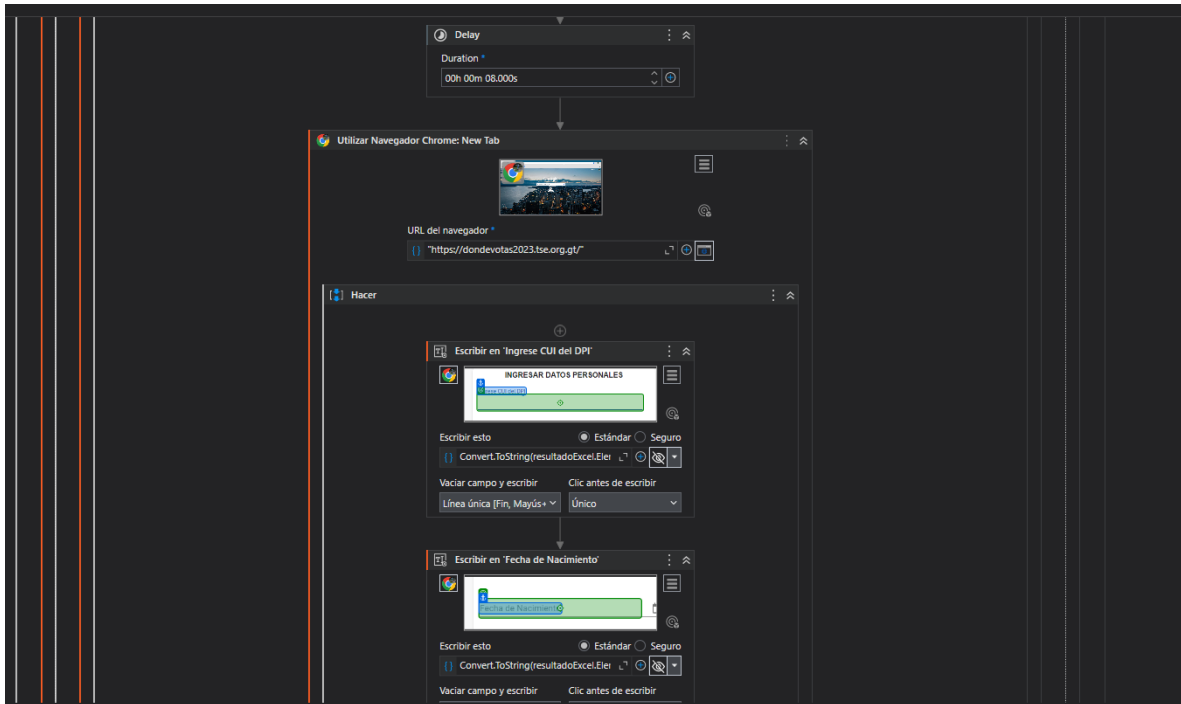 Delay
Duration *
00h 00m 08.000s
Utilizar Navegador Chrome: New Tab
URL del navegador *
"https://dondevotas2023.tse.org.gt/"
Hacer
Escribir en 'Ingrese CUI del DPI'
INGRESAR DATOS PERSONALES
Escribir esto Estándar Seguro
Convert.ToString(resultadoExcel.Eler
Vaciar campo y escribir Clic antes de escribir
Línea única [Fin, Mayús+ Único
Escribir en 'Fecha de Nacimiento'
Fecha de Nacimiento
Escribir esto Estándar Seguro
Convert.ToString(resultadoExcel.Eler
Vaciar campo y escribir Clic antes de escribir